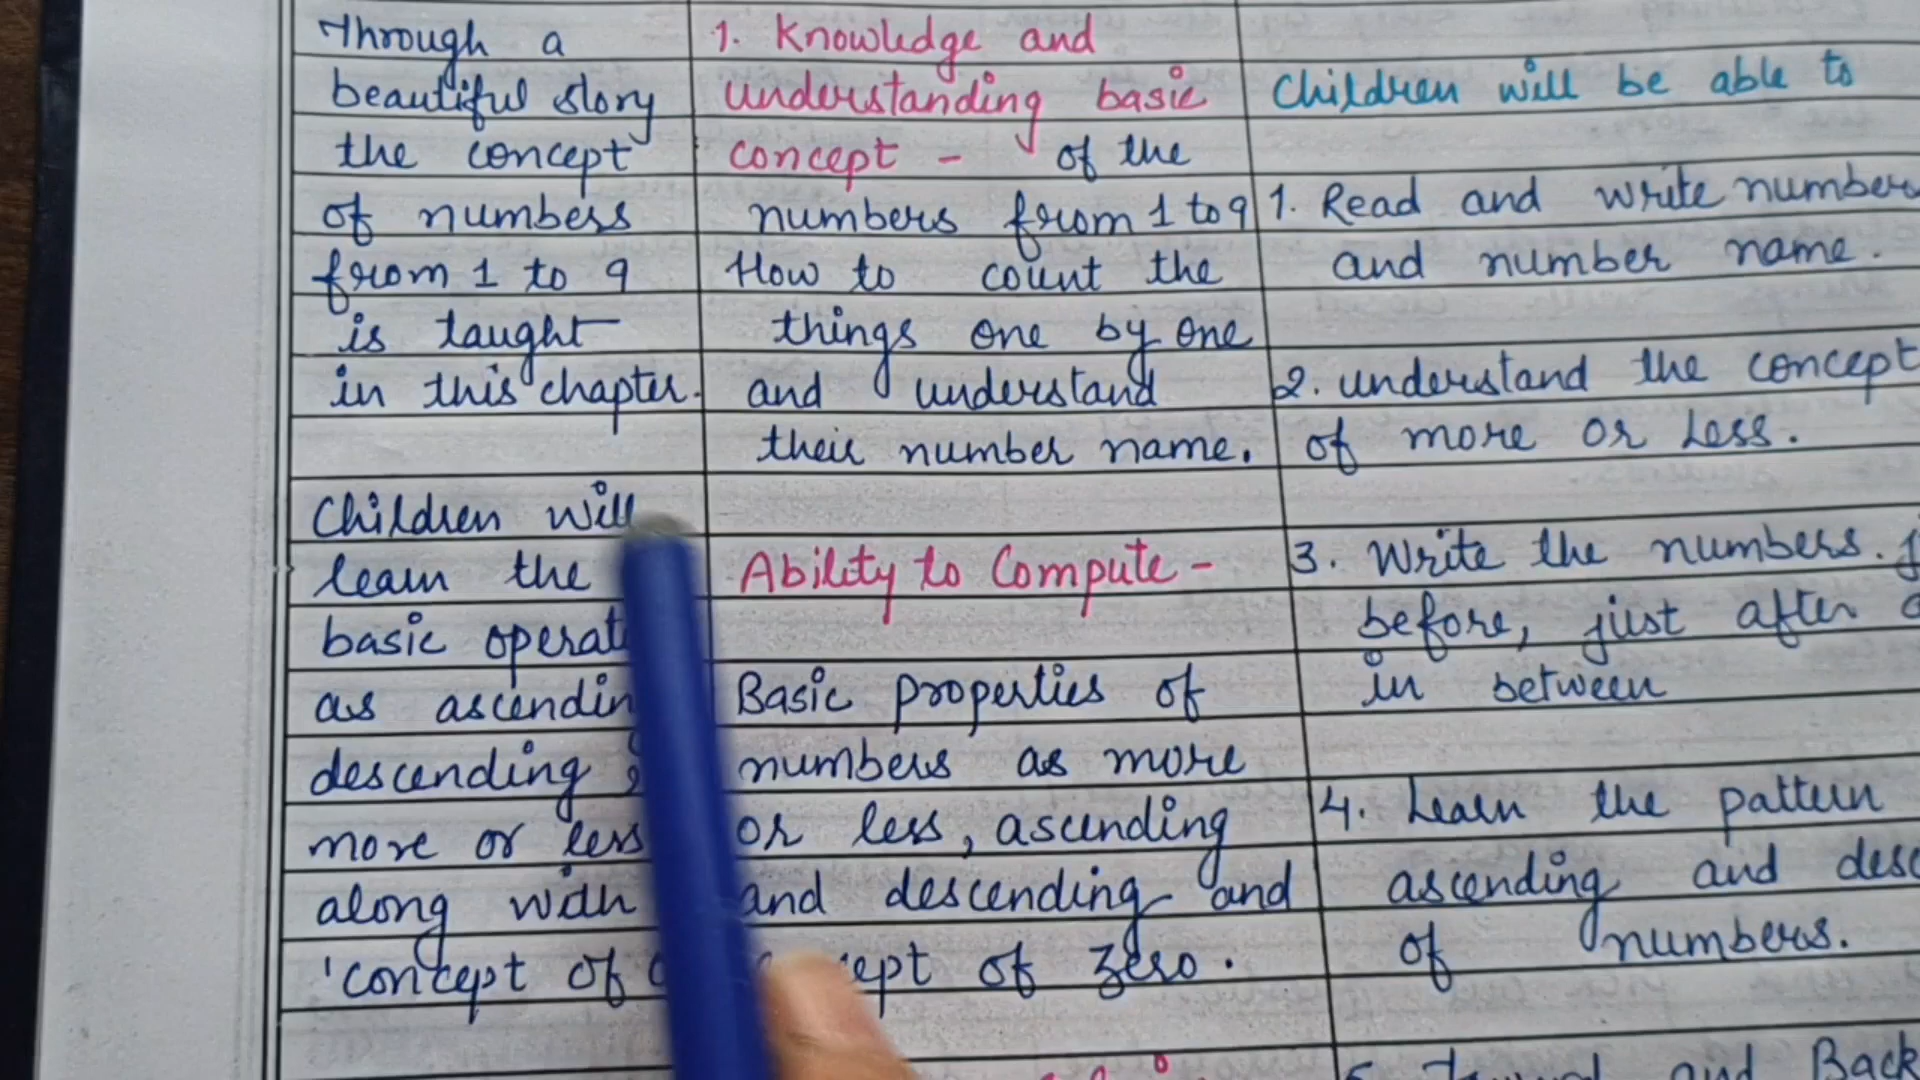 Through a
beautiful story
the concept
of numbers
from 1 to 9
is taught
in this chapter.
Children will
learn the
basic operat
as ascendin
descending
more or less
along with
'concept of
1. Knowledge and
understanding basic
concept - of the
numbers from 1 to 9
How to count the
things one by one
and understand
their number name.
Ability to Compute -
Basic properties of
numbers as more
or less, ascending
and descending and
cept of zero.
Children will be able to
1. Read and write number
and number name.
2. understand the concept
of more or less.
3. Write the numbers. j
before, just after
in between
4. Learn the pattern
ascending and desc
of numbers.
and Back